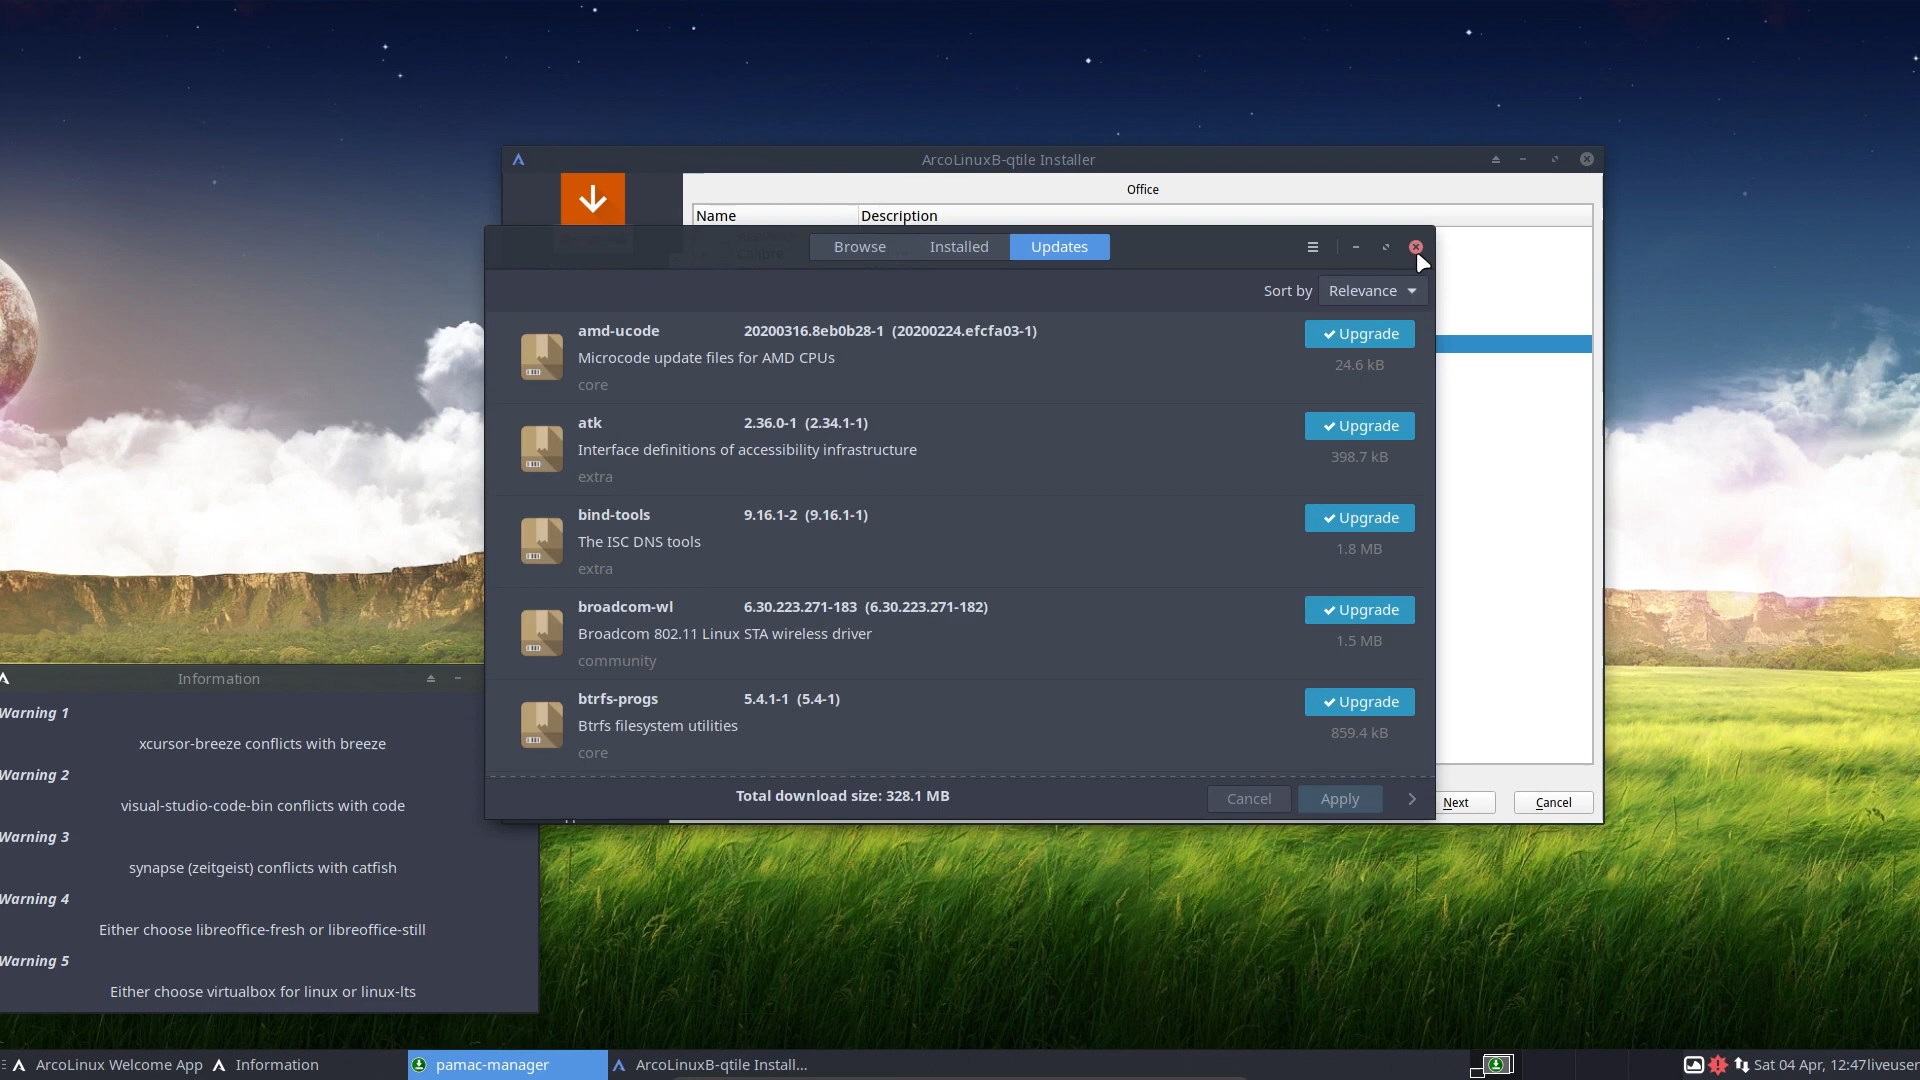 ArcoLinuxB-qtile Installer
Office
Name Description
Browse Installed Updates
Sort by Relevance
amd-ucode 20200316.8eb0b28-1 (20200224.efcfa03-1)
Upgrade
Microcode update files for AMD CPUs
24.6 kB
core
atk 2.36.0-1 (2.34.1-1)
Upgrade
Interface definitions of accessibility infrastructure
398.7 kB
extra
bind-tools 9.16.1-2 (9.16.1-1)
Upgrade
The ISC DNS tools
1.8 MB
extra
broadcom-wl 6.30.223.271-183 (6.30.223.271-182)
Upgrade
Broadcom 802.11 Linux STA wireless driver
1.5 MB
community
btrfs-progs 5.4.1-1 (5.4-1)
Upgrade
Btrfs filesystem utilities
859.4 kB
core
Total download size: 328.1 MB
Cancel Apply
Next Cancel
Information
Warning 1
xcursor-breeze conflicts with breeze
Warning 2
visual-studio-code-bin conflicts with code
Warning 3
synapse (zeitgeist) conflicts with catfish
Warning 4
Either choose libreoffice-fresh or libreoffice-still
Warning 5
Either choose virtualbox for linux or linux-lts
ArcoLinux Welcome App Information pamac-manager ArcoLinuxB-qtile Install... Sat 04 Apr, 12:47 liveuser